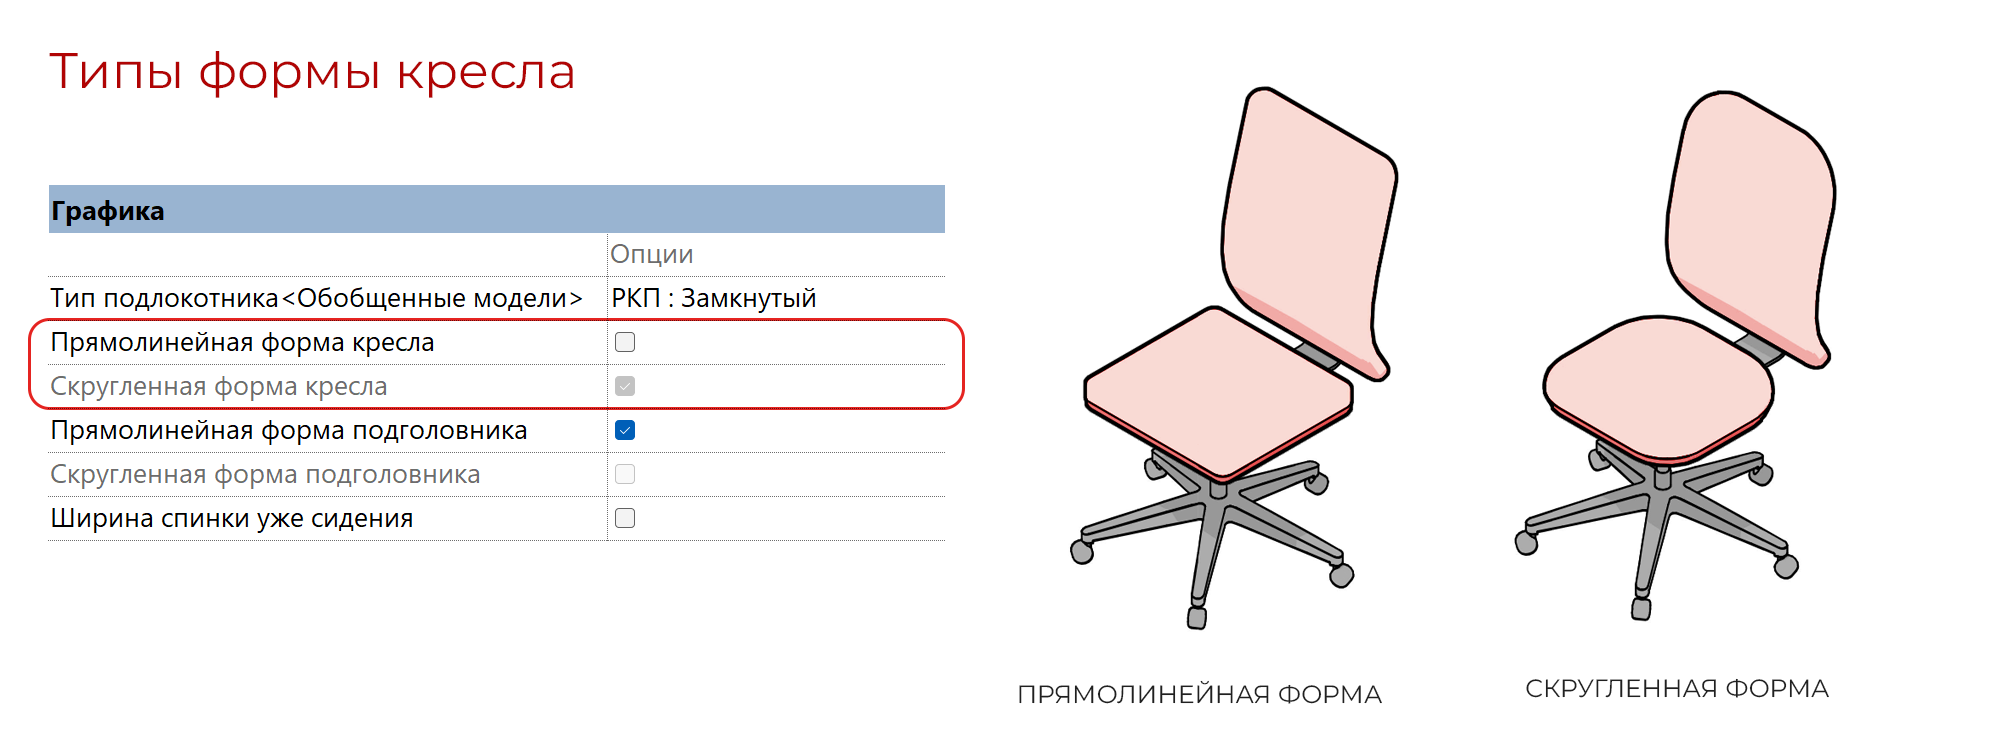 Типы формы кресла
Графика
Опции
Тип подлокотника<Обобщенные модели> РКП : Замкнутый
Прямолинейная форма кресла
Скругленная форма кресла
Прямолинейная форма подголовника
Скругленная форма подголовника
Ширина спинки уже сидения
ПРЯМОЛИНЕЙНАЯ ФОРМА
СКРУГЛЕННАЯ ФОРМА